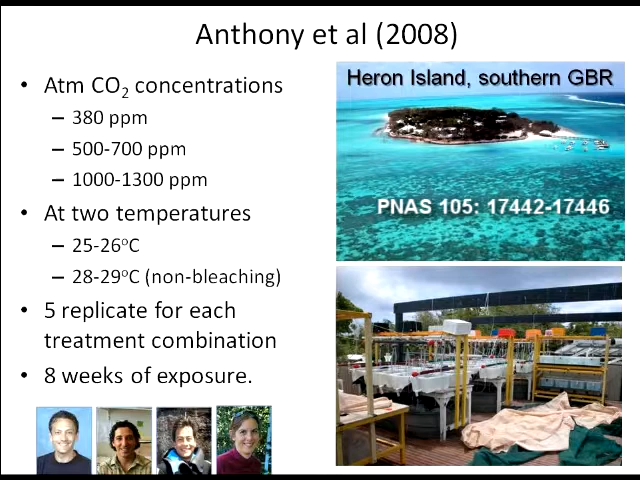 Anthony et al (2008)
• Atm CO₂ concentrations
– 380 ppm
– 500-700 ppm
– 1000-1300 ppm
• At two temperatures
– 25-26ᵒC
– 28-29ᵒC (non-bleaching)
• 5 replicate for each
treatment combination
• 8 weeks of exposure.
Heron Island, southern GBR
PNAS 105: 17442-17446